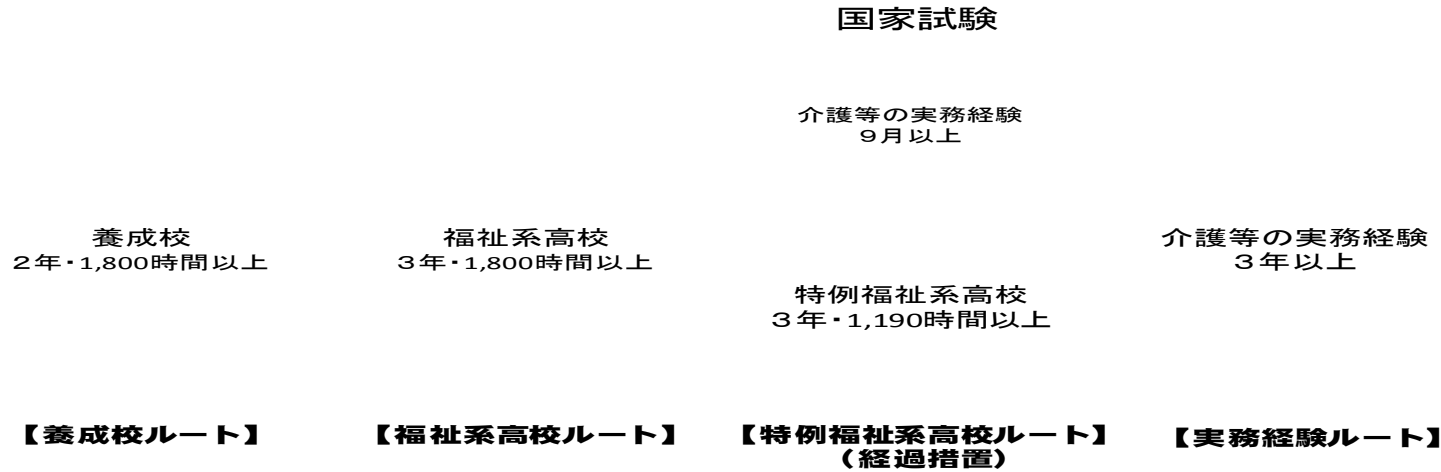 国家試験
介護等の実務経験
９月以上
養成校
２年・1,800時間以上
福祉系高校
３年・1,800時間以上
介護等の実務経験
３年以上
特例福祉系高校
３年・1,190時間以上
【養成校ルート】
【福祉系高校ルート】
【特例福祉系高校ルート】
（経過措置）
【実務経験ルート】